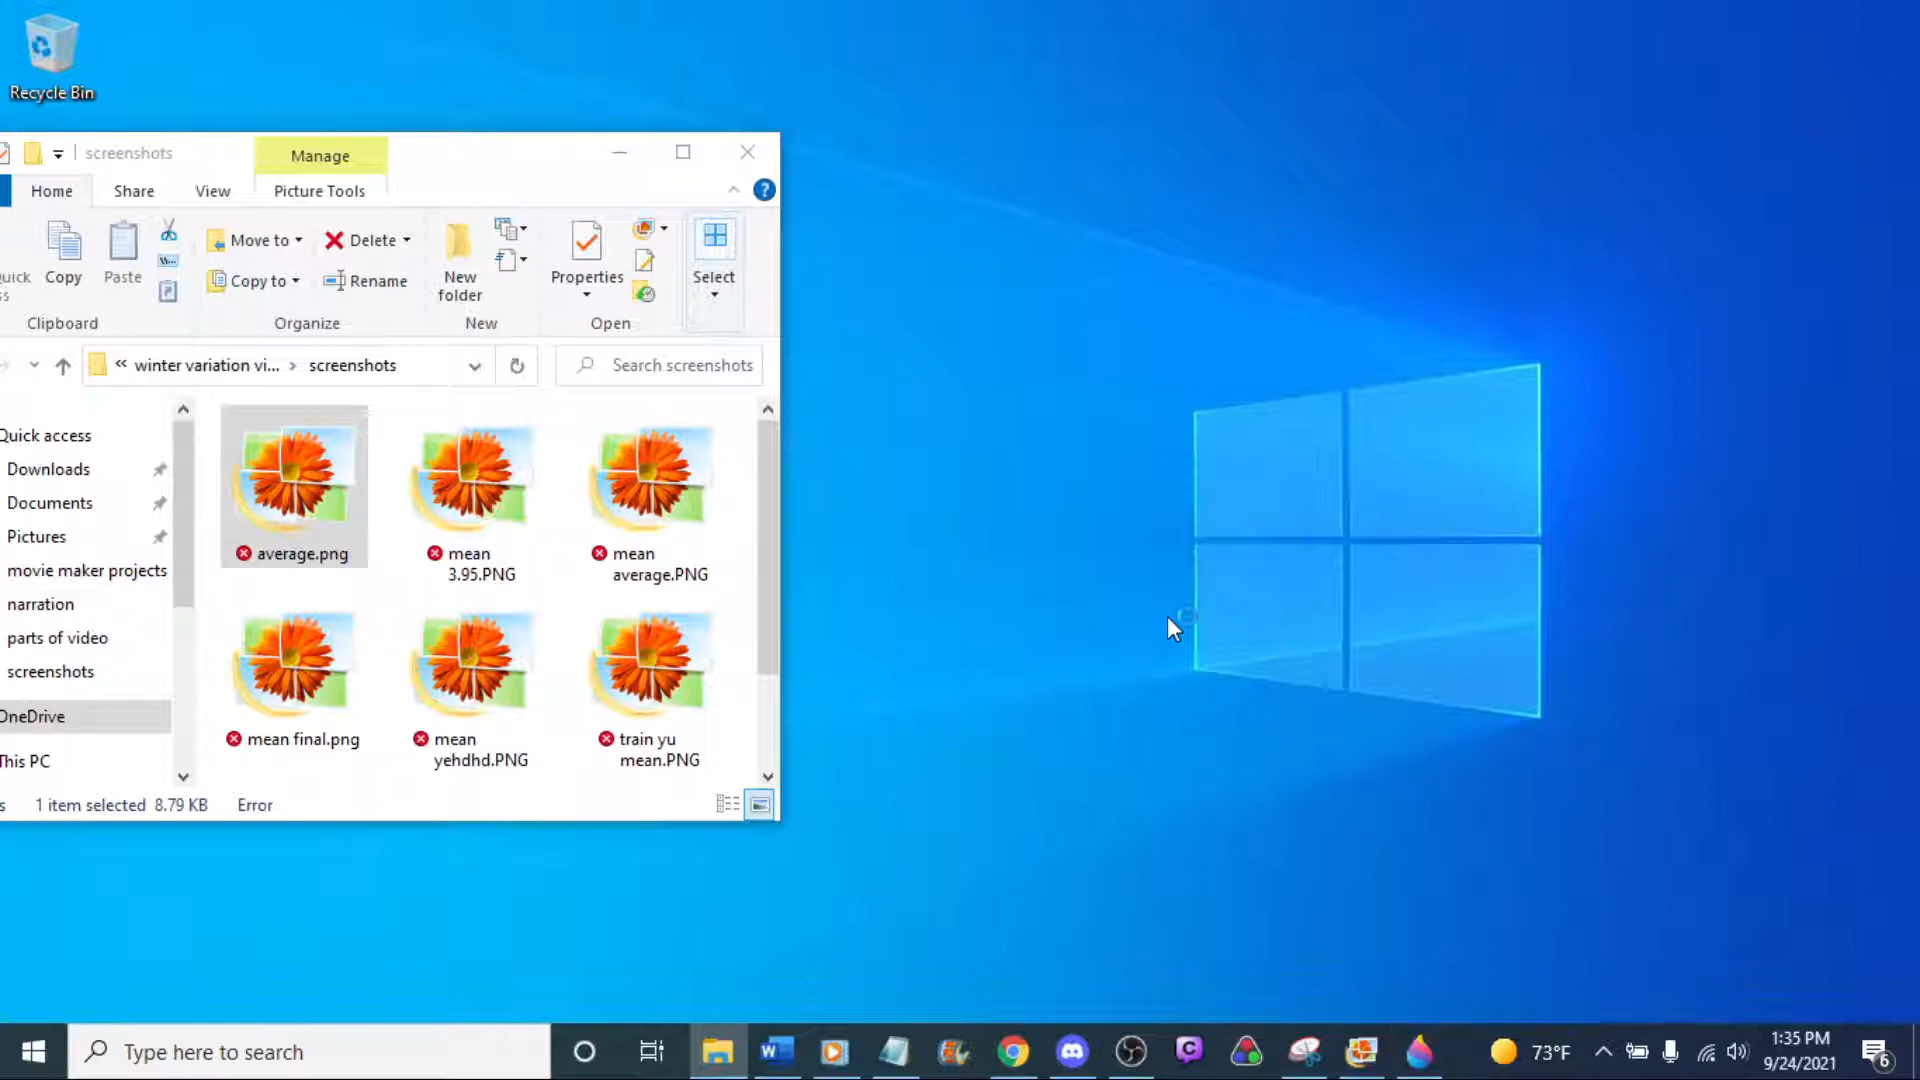 Recycle Bin
screenshots
Manage
Home
Share
View
Picture Tools
Copy
Paste
Move to
Copy to
Delete
Rename
New
folder
Properties
Select
Clipboard
Organize
New
Open
« winter variation vi... › screenshots
Search screenshots
Quick access
Downloads
Documents
Pictures
movie maker projects
narration
parts of video
screenshots
OneDrive
This PC
average.png
mean
3.95.PNG
mean
average.PNG
mean final.png
mean
yehdhd.PNG
train yu
mean.PNG
1 item selected 8.79 KB
Error
Type here to search
73°F
1:35 PM
9/24/2021
6